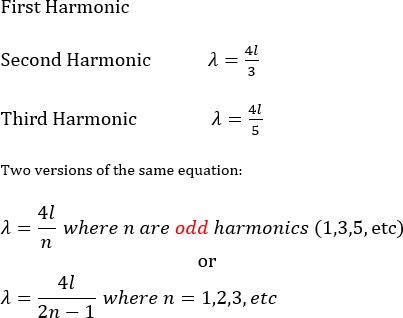 First Harmonic
Second Harmonic λ = 4l/3
Third Harmonic λ = 4l/5
Two versions of the same equation:
λ = 4l/n where n are odd harmonics (1,3,5, etc)
or
λ = 4l/(2n − 1) where n = 1,2,3, etc